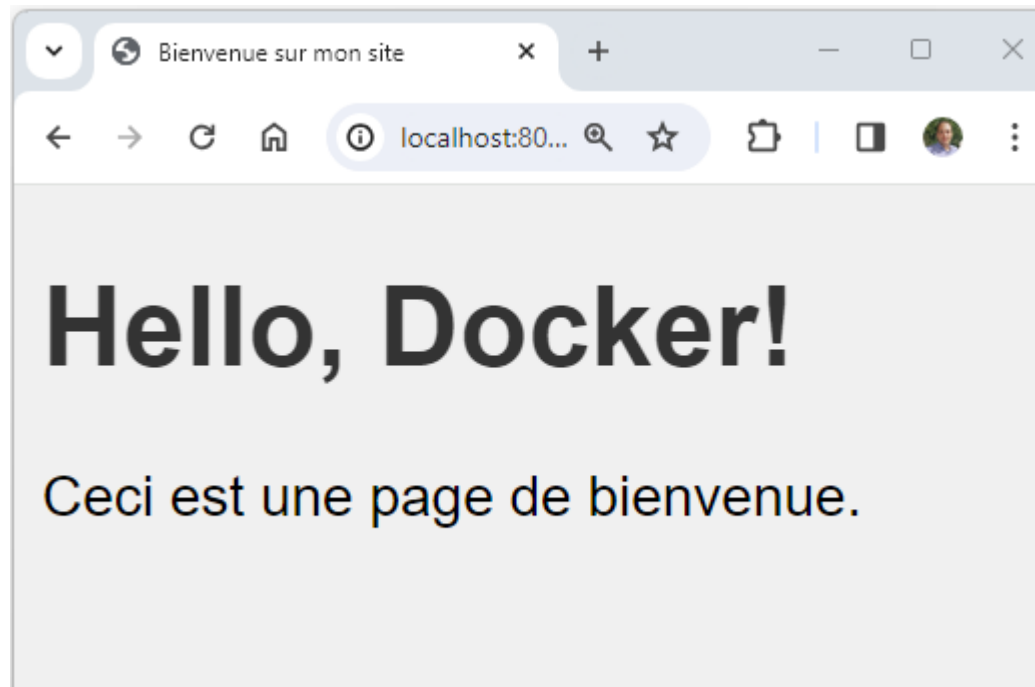 Bienvenue sur mon site
localhost:80...
Hello, Docker!
Ceci est une page de bienvenue.